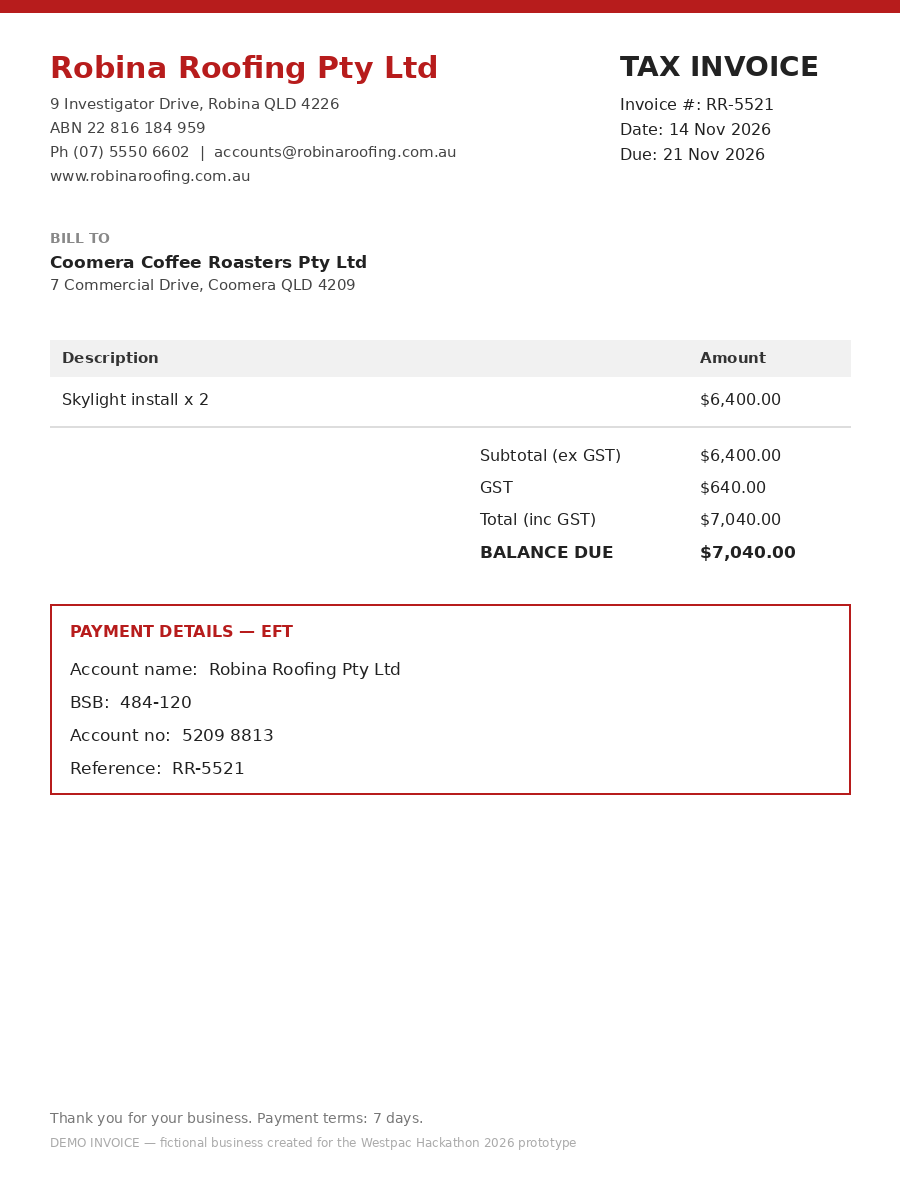 Robina Roofing Pty Ltd
TAX INVOICE
9 Investigator Drive, Robina QLD 4226
ABN 22 816 184 959
Ph (07) 5550 6602 | accounts@robinaroofing.com.au
www.robinaroofing.com.au
Invoice #: RR-5521
Date: 14 Nov 2026
Due: 21 Nov 2026
BILL TO
Coomera Coffee Roasters Pty Ltd
7 Commercial Drive, Coomera QLD 4209
Description Amount
Skylight install x 2 $6,400.00
Subtotal (ex GST) $6,400.00
GST $640.00
Total (inc GST) $7,040.00
BALANCE DUE $7,040.00
PAYMENT DETAILS — EFT
Account name: Robina Roofing Pty Ltd
BSB: 484-120
Account no: 5209 8813
Reference: RR-5521
Thank you for your business. Payment terms: 7 days.
DEMO INVOICE — fictional business created for the Westpac Hackathon 2026 prototype